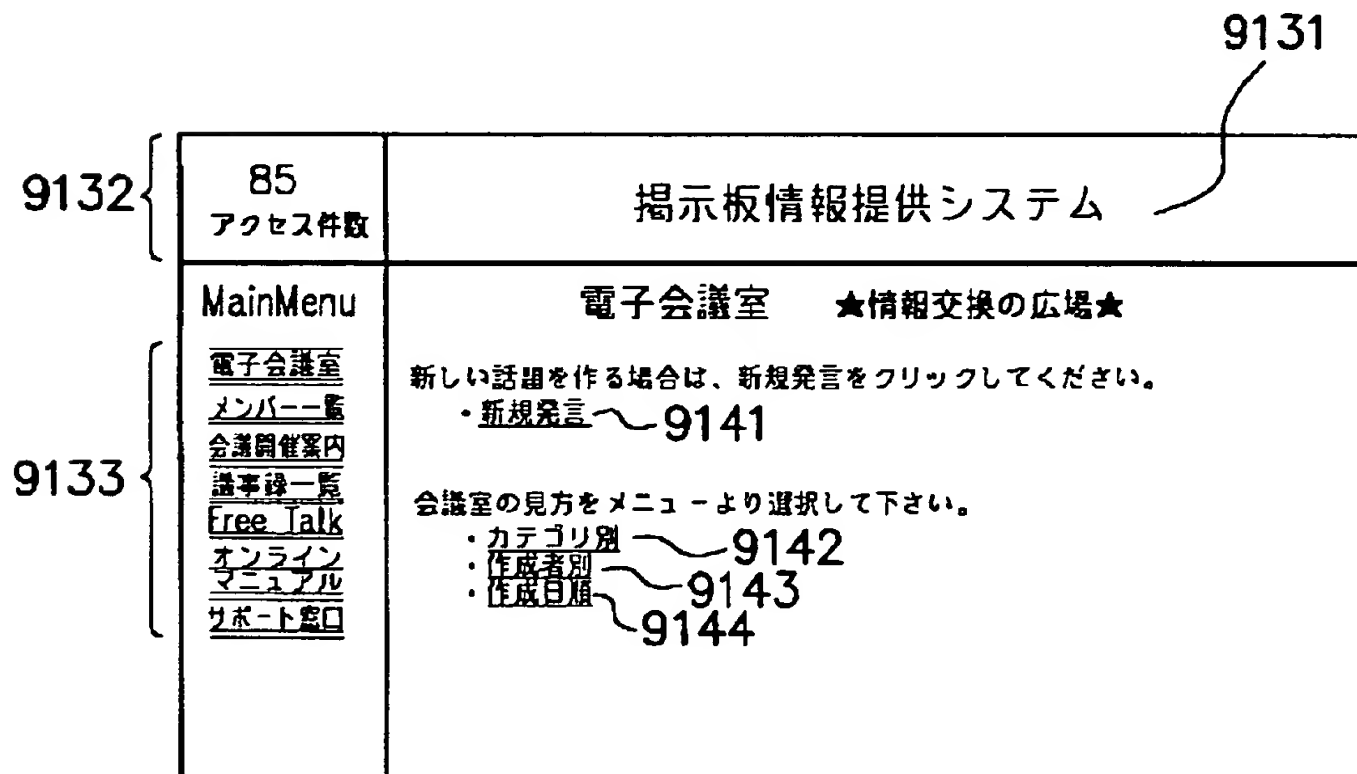 9131
9132
85
アクセス件数
掲示板情報提供システム
MainMenu
電子会議室 ★情報交換の広場★
9133
電子会議室
メンバー一覧
会議開催案内
議事録一覧
Free Talk
オンライン
マニュアル
サポート窓口
新しい話題を作る場合は、新規発言をクリックしてください。
・新規発言 9141
会議室の見方をメニューより選択して下さい。
・カテゴリ別 9142
・作成者別 9143
・作成日順 9144